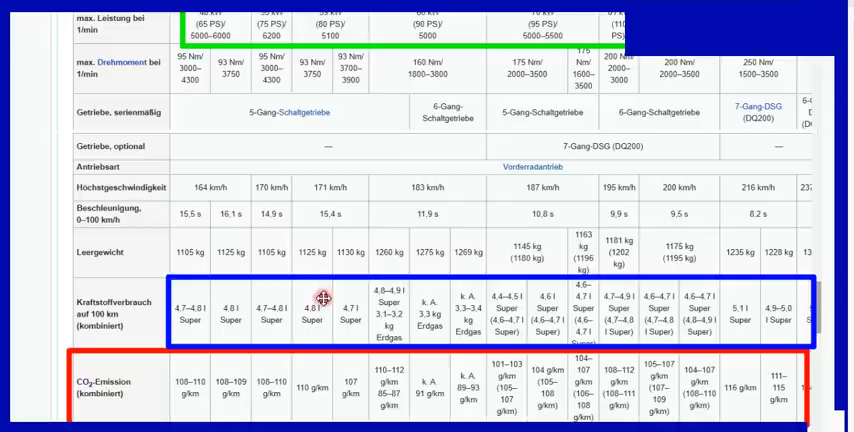 max. Leistung bei
1/min
(65 PS)/
5000–6000
(75 PS)/
6200
(80 PS)/
5100
(90 PS)/
5000
(95 PS)/
5000–5500
(110
PS)
max. Drehmoment bei
1/min
95 Nm/
3000–
4300
93 Nm/
3750
95 Nm/
3000–
4300
93 Nm/
3750
93 Nm/
3700–
3900
160 Nm/
1800–3800
175 Nm/
2000–3500
175
Nm/
1600–
3500
200 Nm/
2000–
3000
200 Nm/
2000–3500
250 Nm/
1500–3500
Getriebe, serienmäßig
5-Gang-Schaltgetriebe
6-Gang-
Schaltgetriebe
5-Gang-Schaltgetriebe
6-Gang-Schaltgetriebe
7-Gang-DSG
(DQ200)
Getriebe, optional
—
7-Gang-DSG (DQ200)
—
Antriebsart
Vorderradantrieb
Höchstgeschwindigkeit
164 km/h
170 km/h
171 km/h
183 km/h
187 km/h
195 km/h
200 km/h
216 km/h
237
Beschleunigung,
0–100 km/h
15,5 s
16,1 s
14,9 s
15,4 s
11,9 s
10,8 s
9,9 s
9,5 s
8,2 s
Leergewicht
1105 kg
1125 kg
1105 kg
1125 kg
1130 kg
1260 kg
1275 kg
1269 kg
1145 kg
(1180 kg)
1163
kg
(1196
kg)
1181 kg
(1202
kg)
1175 kg
(1195 kg)
1235 kg
1228 kg
13
Kraftstoffverbrauch
auf 100 km
(kombiniert)
4,7–4,8 l
Super
4,8 l
Super
4,7–4,8 l
Super
4,8 l
Super
4,7 l
Super
4,8–4,9 l
Super
3,1–3,2
kg
Erdgas
k. A.
3,3 kg
Erdgas
k. A.
3,3–3,4
kg
Erdgas
4,4–4,5 l
Super
(4,6–4,7 l
Super)
4,6 l
Super
(4,6–4,7 l
Super)
4,6–
4,7 l
Super
(4,6–
4,7 l
Super)
4,7–4,9 l
Super
(4,7–4,8
l Super)
4,6–4,7 l
Super
(4,7–4,8
l Super)
4,6–4,7 l
Super
(4,8–4,9 l
Super)
5,1 l
Super
4,9–5,0
l Super
CO₂-Emission
(kombiniert)
108–110
g/km
108–109
g/km
108–110
g/km
110 g/km
107
g/km
110–112
g/km
85–87
g/km
k. A.
91 g/km
k. A.
89–93
g/km
101–103
g/km
(105–
107
g/km)
104 g/km
(105–
108
g/km)
104–
107
g/km
(106–
108
g/km)
108–112
g/km
(108–111
g/km)
105–107
g/km
(107–
109
g/km)
104–107
g/km
(108–110
g/km)
116 g/km
111–
115
g/km